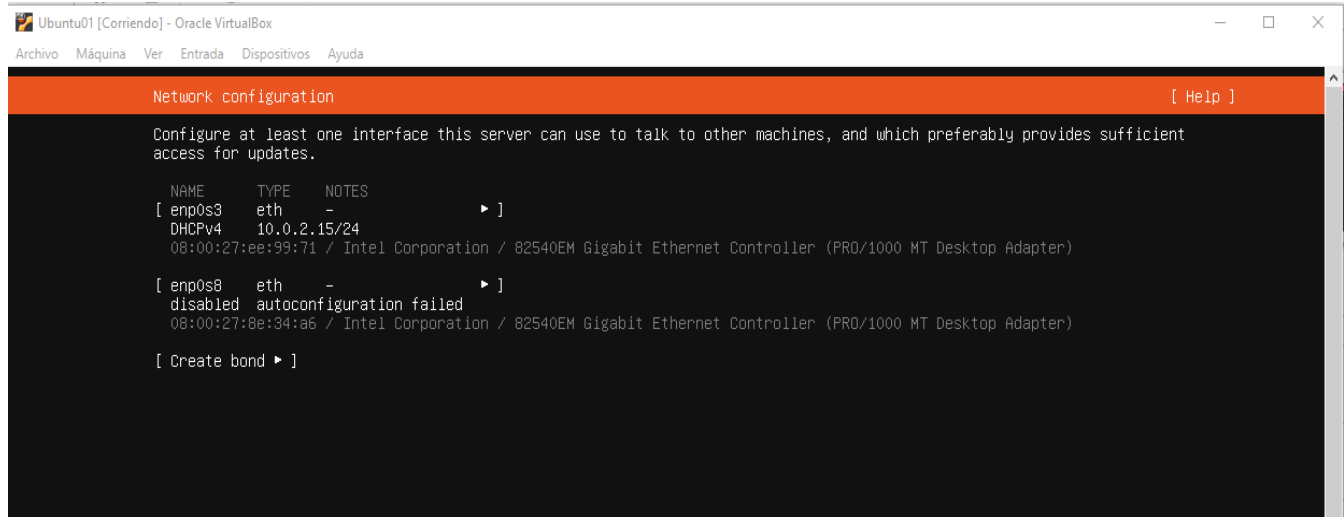 Ubuntu01 [Corriendo] - Oracle VirtualBox
Archivo Máquina Ver Entrada Dispositivos Ayuda
Network configuration [ Help ]
Configure at least one interface this server can use to talk to other machines, and which preferably provides sufficient
access for updates.
NAME TYPE NOTES
[ enp0s3 eth - ▸ ]
DHCPv4 10.0.2.15/24
08:00:27:ee:99:71 / Intel Corporation / 82540EM Gigabit Ethernet Controller (PRO/1000 MT Desktop Adapter)
[ enp0s8 eth - ▸ ]
disabled autoconfiguration failed
08:00:27:8e:34:a6 / Intel Corporation / 82540EM Gigabit Ethernet Controller (PRO/1000 MT Desktop Adapter)
[ Create bond ▸ ]